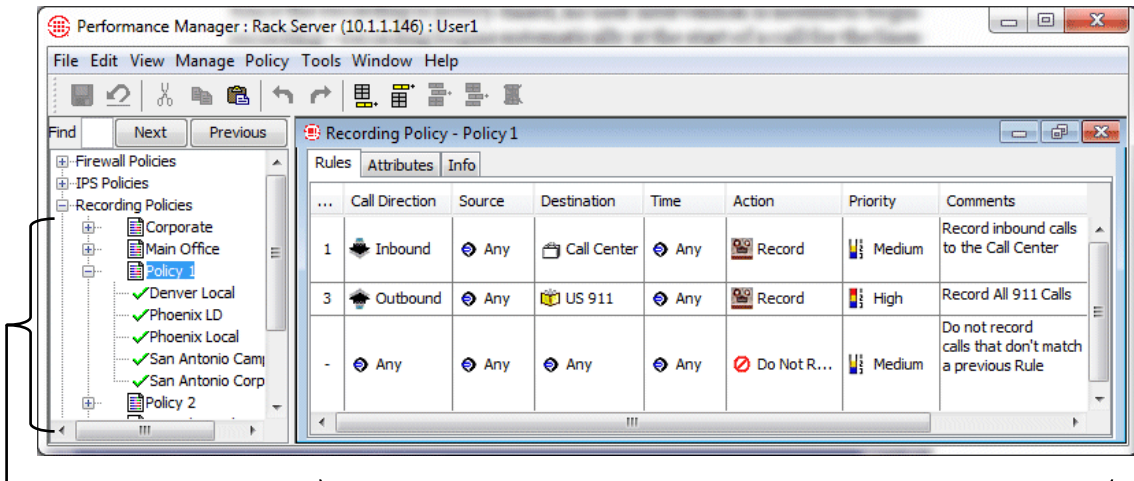 Performance Manager : Rack Server (10.1.1.146) : User1
File Edit View Manage Policy Tools Window Help
Find Next Previous
Firewall Policies
IPS Policies
Recording Policies
Corporate
Main Office
Policy 1
Denver Local
Phoenix LD
Phoenix Local
San Antonio Camp
San Antonio Corp
Policy 2
Recording Policy - Policy 1
Rules Attributes Info
... Call Direction Source Destination Time Action Priority Comments
1 Inbound Any Call Center Any Record Medium Record inbound calls
to the Call Center
3 Outbound Any US 911 Any Record High Record All 911 Calls
- Any Any Any Any Do Not R... Medium Do not record
calls that don't match
a previous Rule